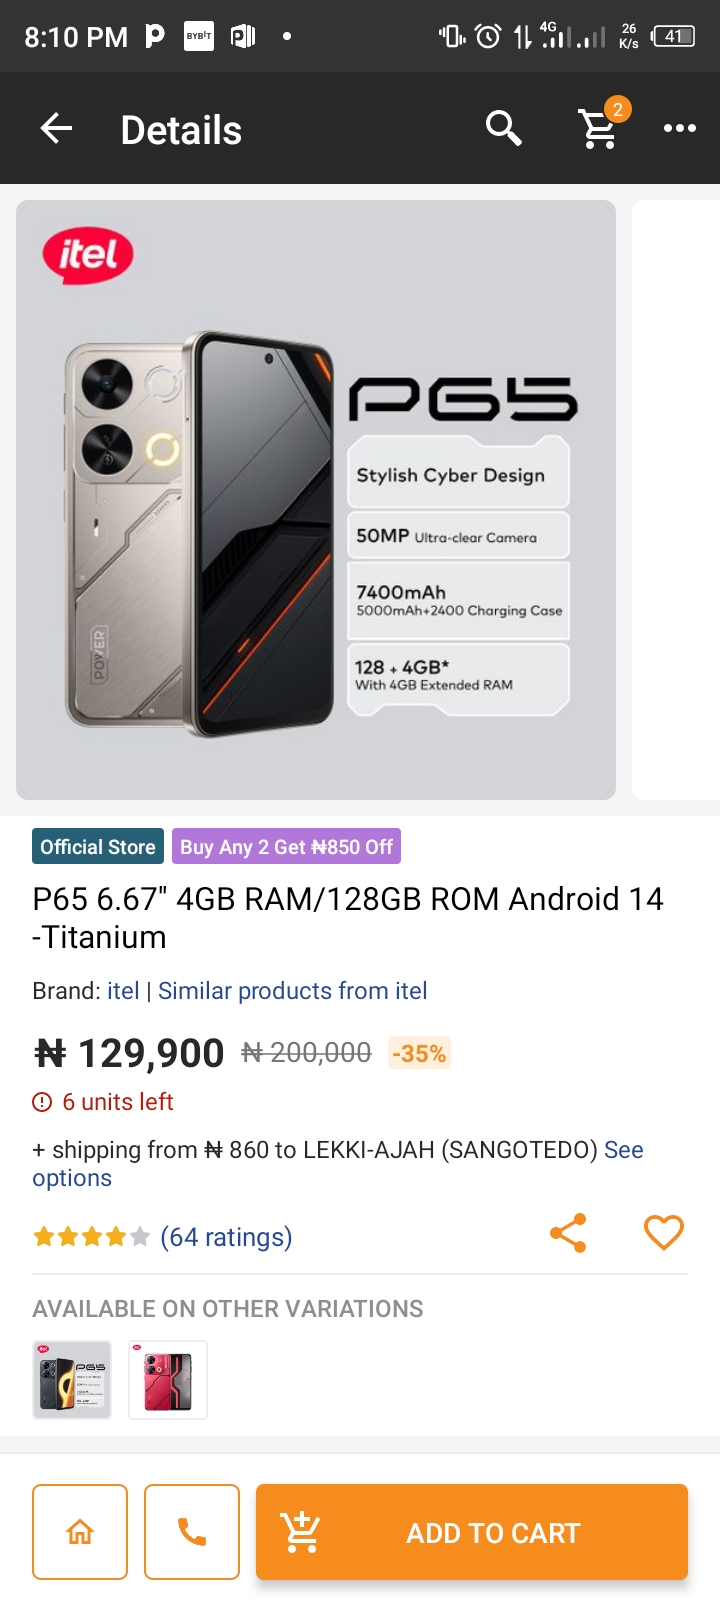 8:10 PM
BYBIT
4G
26
K/s
41
Details
2
itel
P65
Stylish Cyber Design
50MP Ultra-clear Camera
7400mAh
5000mAh+2400 Charging Case
128 + 4GB*
With 4GB Extended RAM
POWER
Official Store
Buy Any 2 Get ₦850 Off
P65 6.67" 4GB RAM/128GB ROM Android 14
-Titanium
Brand: itel | Similar products from itel
₦ 129,900 ₦ 200,000 -35%
6 units left
+ shipping from ₦ 860 to LEKKI-AJAH (SANGOTEDO) See
options
(64 ratings)
AVAILABLE ON OTHER VARIATIONS
P65
ADD TO CART